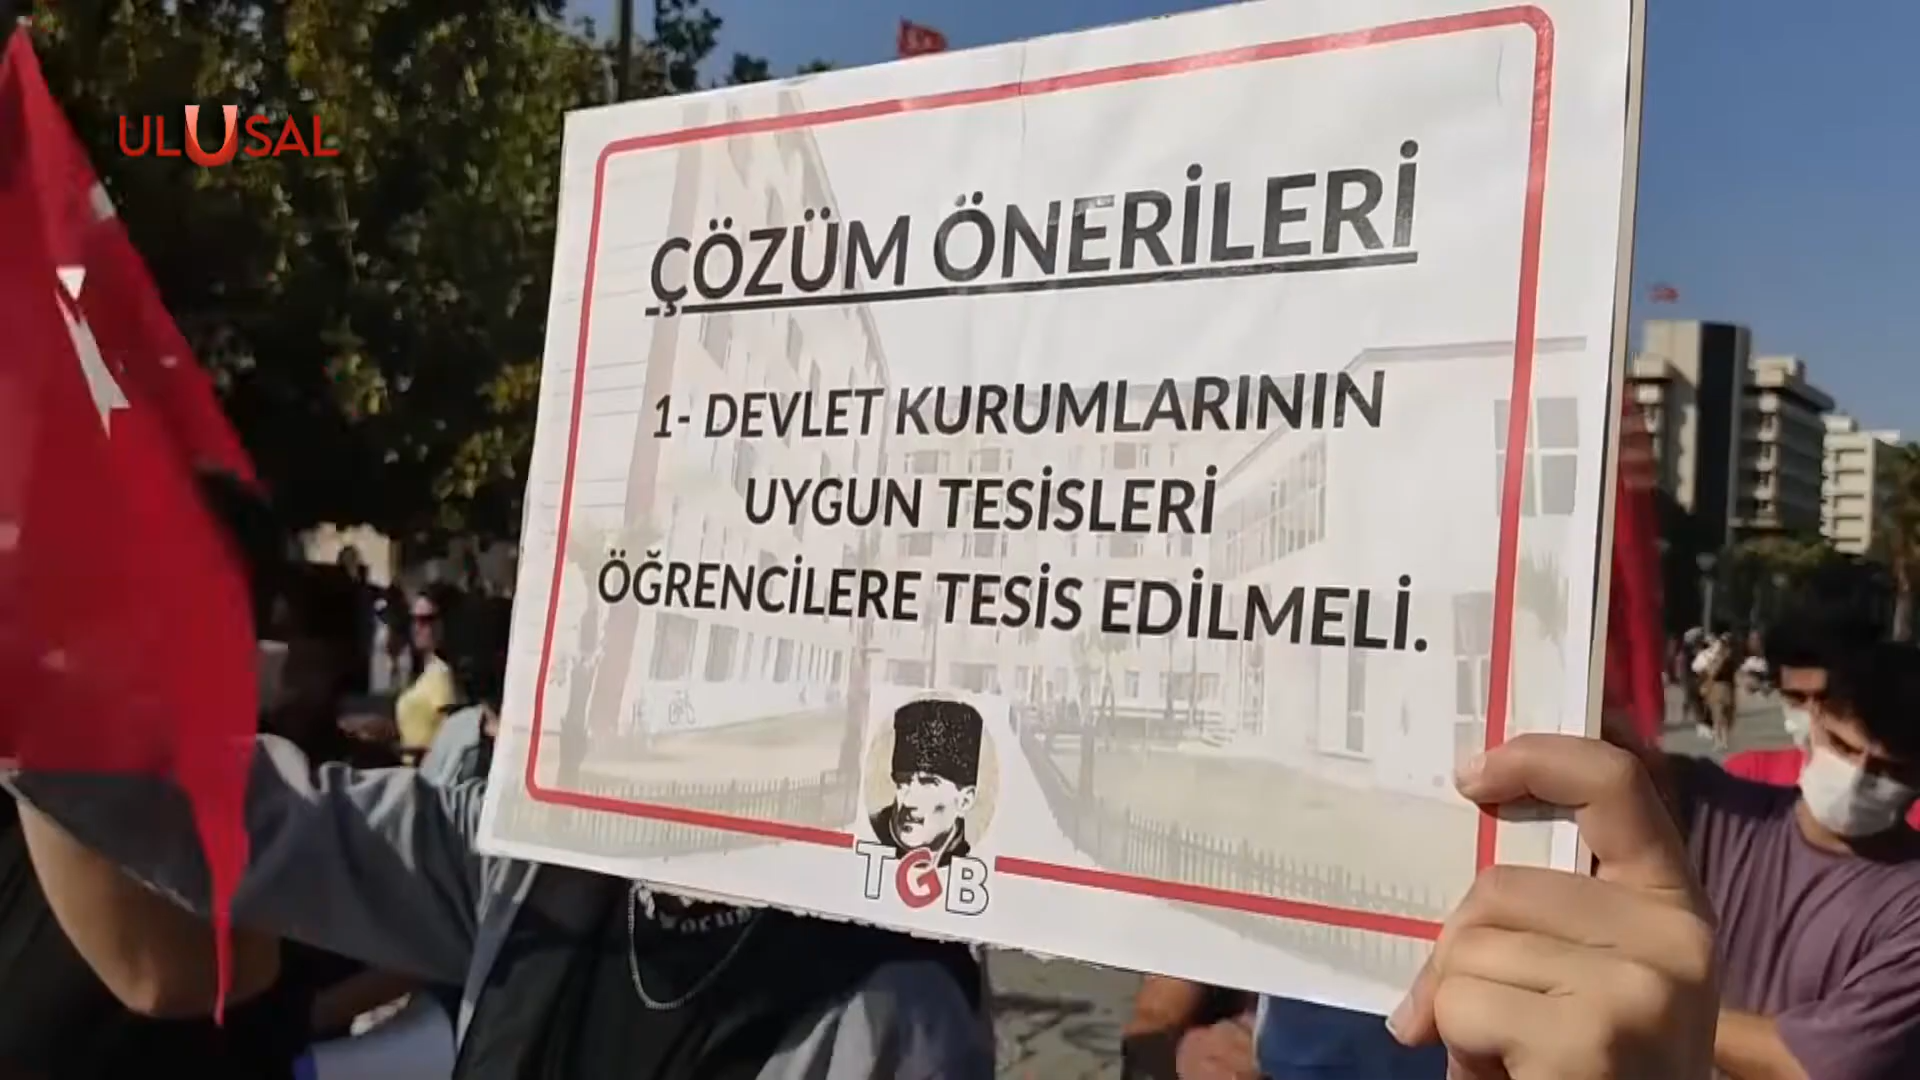 ULUSAL
ÇÖZÜM ÖNERİLERİ
1- DEVLET KURUMLARININ
UYGUN TESİSLERİ
ÖĞRENCİLERE TESİS EDİLMELİ.
TGB